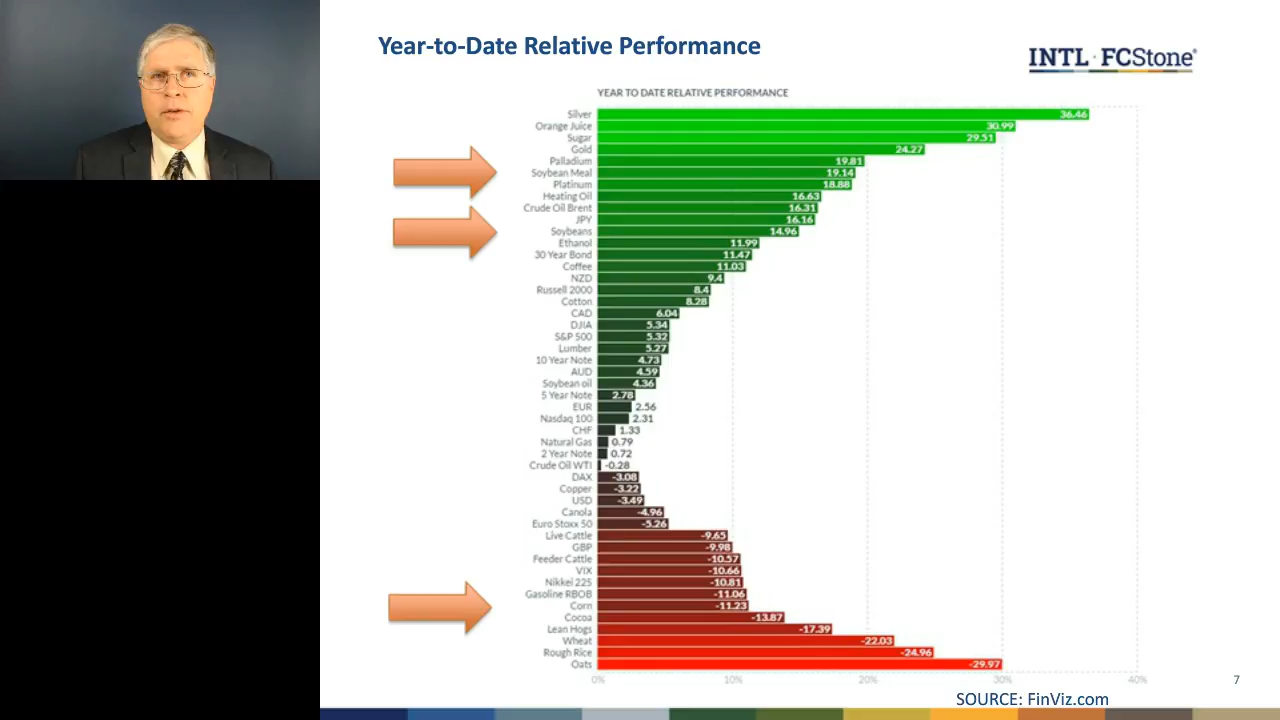 Year-to-Date Relative Performance
INTL FCStone®
YEAR TO DATE RELATIVE PERFORMANCE
Silver 36.46
Orange Juice 30.99
Sugar 29.51
Gold 24.27
Palladium 19.81
Soybean Meal 19.14
Platinum 18.88
Heating Oil 16.63
Crude Oil Brent 16.31
JPY 16.16
Soybeans 14.96
Ethanol 11.99
30 Year Bond 11.47
Coffee 11.03
NZD 9.4
Russell 2000 8.4
Cotton 8.28
CAD 6.04
DJIA 5.34
S&P 500 5.32
Lumber 5.27
10 Year Note 4.73
AUD 4.59
Soybean oil 4.36
5 Year Note 2.78
EUR 2.56
Nasdaq 100 2.31
CHF 1.33
Natural Gas 0.79
2 Year Note 0.72
Crude Oil WTI -0.28
DAX -3.08
Copper -3.22
USD -3.49
Canola -4.96
Euro Stoxx 50 -5.26
Live Cattle -9.65
GBP -9.98
Feeder Cattle -10.57
VIX -10.66
Nikkei 225 -10.81
Gasoline RBOB -11.06
Corn -11.23
Cocoa -13.87
Lean Hogs -17.39
Wheat -22.03
Rough Rice -24.96
Oats -29.97
0% 10% 20% 30% 40%
7
SOURCE: FinViz.com